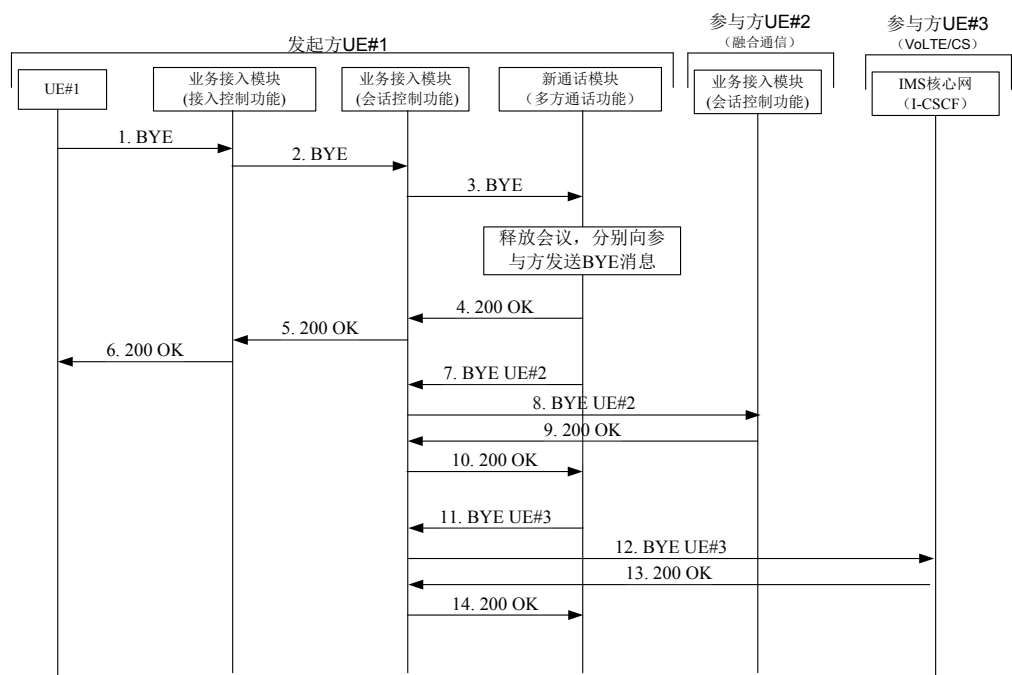 发起方UE#1
参与方UE#2
（融合通信）
参与方UE#3
（VoLTE/CS）
UE#1
业务接入模块
(接入控制功能)
业务接入模块
(会话控制功能)
新通话模块
（多方通话功能）
业务接入模块
(会话控制功能)
IMS核心网
（I-CSCF）
1. BYE
2. BYE
3. BYE
释放会议，分别向参
与方发送BYE消息
4. 200 OK
5. 200 OK
6. 200 OK
7. BYE UE#2
8. BYE UE#2
9. 200 OK
10. 200 OK
11. BYE UE#3
12. BYE UE#3
13. 200 OK
14. 200 OK